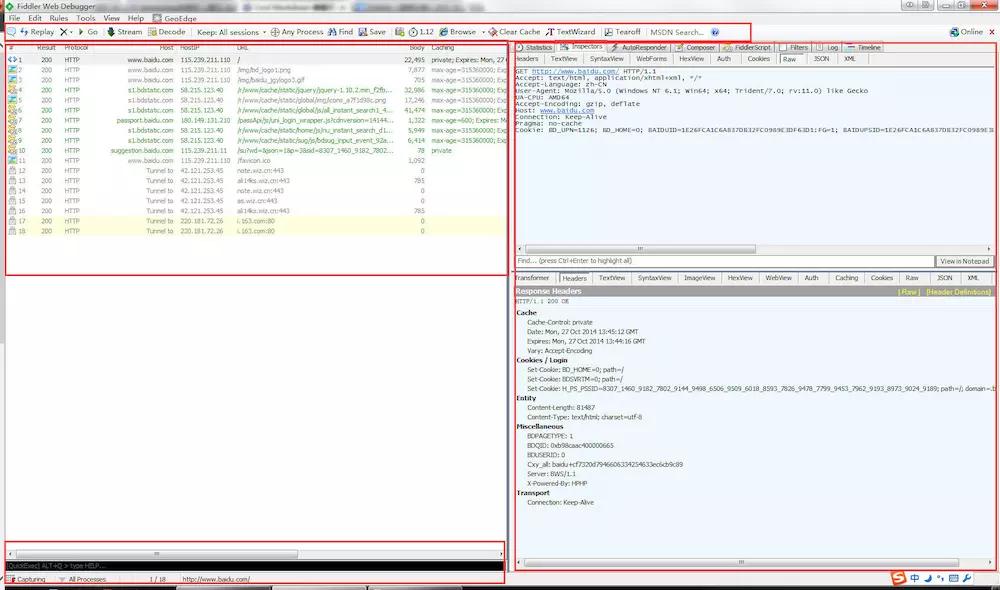 Fiddler Web Debugger
File Edit Rules Tools View Help GeoEdge
Replay Go Stream Decode Keep: All sessions Any Process Find Save 1.12 Browse Clear Cache TextWizard Tearoff MSDN Search... Online
# Result Protocol Host HostIP URL Body Caching
1 200 HTTP www.baidu.com 115.239.211.110 / 22,495 private; Expires: Mon, 27
2 200 HTTP www.baidu.com 115.239.211.110 /img/bd_logo1.png 7,877
3 200 HTTP www.baidu.com 115.239.211.110 /img/baidu_jgylogo3.gif 705
4 200 HTTP s1.bdstatic.com 58.215.123.40 /r/www/cache/static/jquery/jquery-1.10.2.min_f2fb... 32,986 max-age=315360000;
5 200 HTTP s1.bdstatic.com 58.215.123.40 /r/www/cache/static/global/img/icons_a7f1d98c.png 17,246 max-age=315360000;
6 200 HTTP s1.bdstatic.com 58.215.123.40 /r/www/cache/static/global/js/all_instant_search1_4... 41,474 max-age=315360000;
7 200 HTTP passport.baidu.com 180.149.131.210 /passApi/js/uni_login_wrapper.js?cdnversion=14144... 1,322 max-age=600; Expires: M
8 200 HTTP s1.bdstatic.com 58.215.123.40 /r/www/cache/static/home/js/nu_instant_search_d1... 5,949 max-age=315360000;
9 200 HTTP s1.bdstatic.com 58.215.123.40 /r/www/cache/static/sug/js/bdsug_input_event_92a... 6,414 max-age=315360000;
10 200 HTTP suggestion.baidu.com 115.239.211.11 /su?wd=&json=1&p=3&sid=8307_1460_9182_7802... 78 private
11 200 HTTP www.baidu.com 115.239.211.110 /favicon.ico 1,092
12 200 HTTP Tunnel to 42.121.253.45 note.wiz.cn:443 0
13 200 HTTP Tunnel to 42.121.253.45 ali14ks.wiz.cn:443 785
14 200 HTTP Tunnel to 42.121.253.45 note.wiz.cn:443 0
15 200 HTTP Tunnel to 42.121.253.45 as.wiz.cn:443 0
16 200 HTTP Tunnel to 42.121.253.45 ali14ks.wiz.cn:443 785
17 200 HTTP Tunnel to 220.181.72.26 i.163.com:80 0
18 200 HTTP Tunnel to 220.181.72.26 i.163.com:80 0
[QuickExec] ALT+Q > type HELP...
Capturing All Processes 1 / 18 http://www.baidu.com/
Statistics Inspectors AutoResponder Composer FiddlerScript Filters Log Timeline
Headers TextView SyntaxView WebForms HexView Auth Cookies Raw JSON XML
GET http://www.baidu.com/ HTTP/1.1
Accept: text/html, application/xhtml+xml, */*
Accept-Language: zh-CN
User-Agent: Mozilla/5.0 (Windows NT 6.1; Win64; x64; Trident/7.0; rv:11.0) like Gecko
UA-CPU: AMD64
Accept-Encoding: gzip, deflate
Host: www.baidu.com
Connection: Keep-Alive
Pragma: no-cache
Cookie: BD_UPN=1126; BD_HOME=0;
Find... (press Ctrl+Enter to highlight all) View in Notepad
Transformer Headers TextView SyntaxView ImageView HexView WebView Auth Caching Cookies Raw JSON XML
Response Headers [ Raw ] [Header Definitions]
HTTP/1.1 200 OK
Cache
Cache-Control: private
Date: Mon, 27 Oct 2014 13:45:12 GMT
Expires: Mon, 27 Oct 2014 13:44:16 GMT
Vary: Accept-Encoding
Cookies / Login
Set-Cookie: BD_HOME=0; path=/
Set-Cookie: BDSVRTM=0; path=/
Set-Cookie: H_PS_PSSID=8307_1460_9182_7802_9144_9498_6506_9509_6018_8593_7826_9478_7799_9453_7962_9193_8973_9024_9189; path=/; domain=.b
Entity
Content-Length: 81487
Content-Type: text/html; charset=utf-8
Miscellaneous
BDPAGETYPE: 1
BDQID: 0xb98caac400000665
BDUSERID: 0
Cxy_all: baidu+cf7320d7946606334254633ec6cb9c89
Server: BWS/1.1
X-Powered-By: HPHP
Transport
Connection: Keep-Alive
中